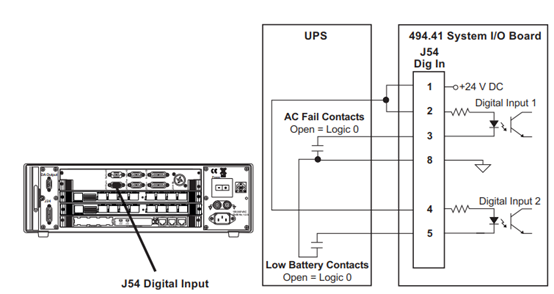 UPS
494.41 System I/O Board
J54
Dig In
1
+24 V DC
2
Digital Input 1
AC Fail Contacts
Open = Logic 0
3
8
4
Digital Input 2
5
Low Battery Contacts
Open = Logic 0
J54 Digital Input